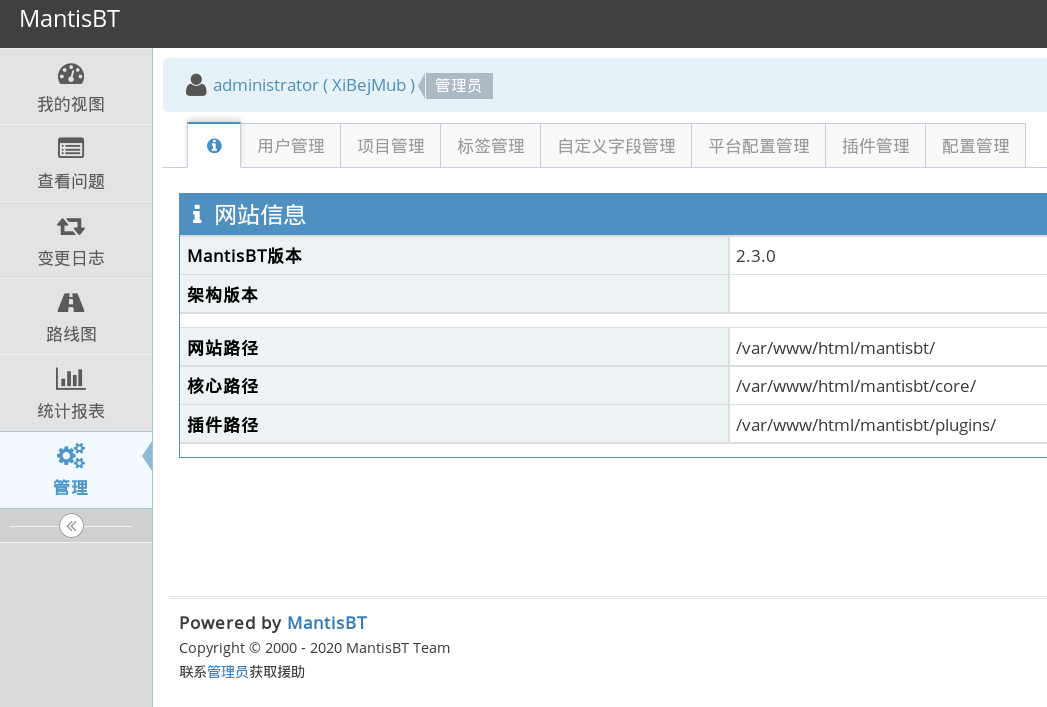 MantisBT
我的视图
查看问题
变更日志
路线图
统计报表
管理
administrator ( XiBejMub ) 管理员
用户管理 项目管理 标签管理 自定义字段管理 平台配置管理 插件管理 配置管理
网站信息
MantisBT版本 2.3.0
架构版本
网站路径 /var/www/html/mantisbt/
核心路径 /var/www/html/mantisbt/core/
插件路径 /var/www/html/mantisbt/plugins/
Powered by MantisBT
Copyright © 2000 - 2020 MantisBT Team
联系管理员获取援助